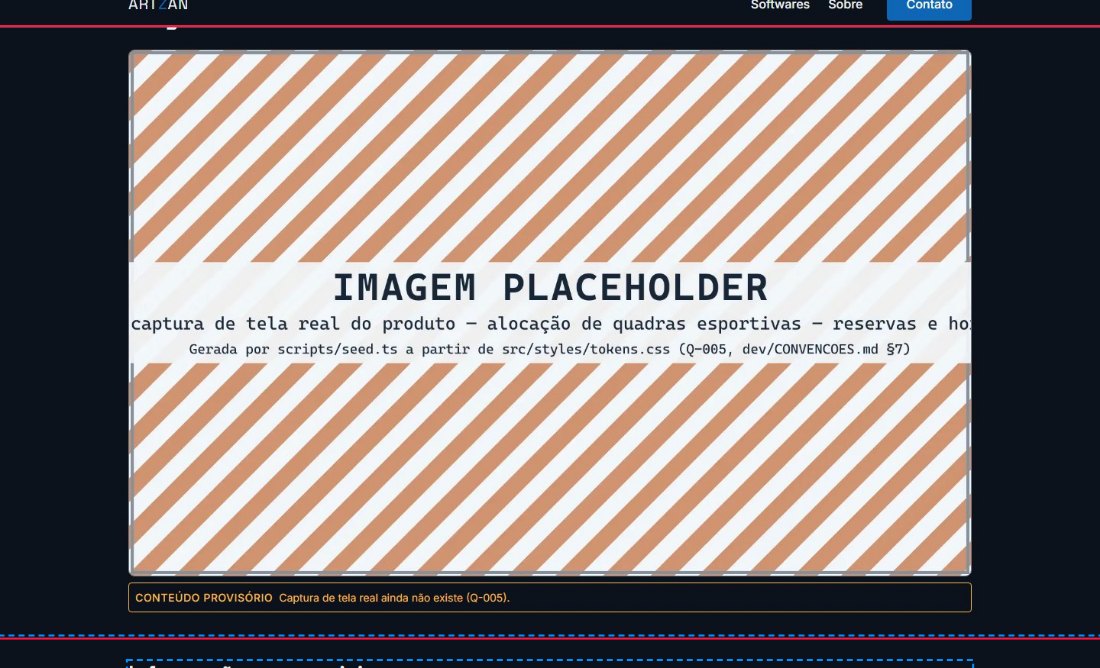 ARTZAN
Softwares Sobre Contato
IMAGEM PLACEHOLDER
captura de tela real do produto — alocação de quadras esportivas — reservas e ho
Gerada por scripts/seed.ts a partir de src/styles/tokens.css (Q-005, dev/CONVENCOES.md §7)
CONTEÚDO PROVISÓRIO Captura de tela real ainda não existe (Q-005).